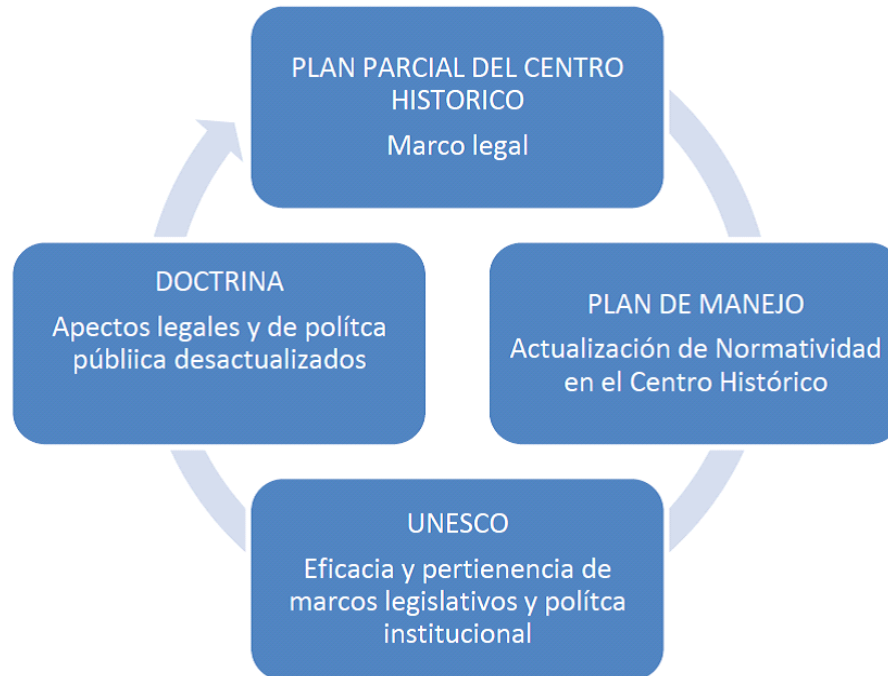 PLAN PARCIAL DEL CENTRO
HISTORICO
Marco legal
PLAN DE MANEJO
Actualización de Normatividad
en el Centro Histórico
UNESCO
Eficacia y pertienencia de
marcos legislativos y polítca
institucional
DOCTRINA
Apectos legales y de polítca
públiica desactualizados